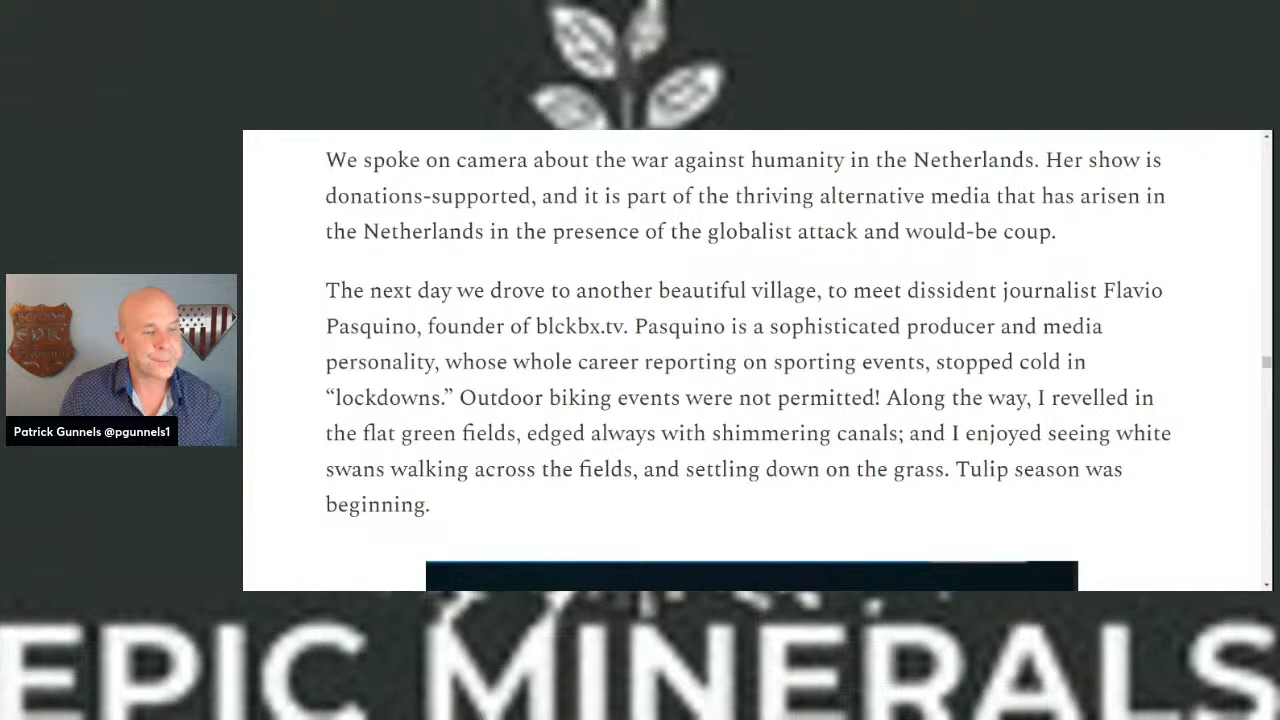 We spoke on camera about the war against humanity in the Netherlands. Her show is
donations-supported, and it is part of the thriving alternative media that has arisen in
the Netherlands in the presence of the globalist attack and would-be coup.
The next day we drove to another beautiful village, to meet dissident journalist Flavio
Pasquino, founder of blckbx.tv. Pasquino is a sophisticated producer and media
personality, whose whole career reporting on sporting events, stopped cold in
“lockdowns.” Outdoor biking events were not permitted! Along the way, I revelled in
the flat green fields, edged always with shimmering canals; and I enjoyed seeing white
swans walking across the fields, and settling down on the grass. Tulip season was
beginning.
EPIC
Patrick Gunnels @pgunnels1
EPIC MINERALS